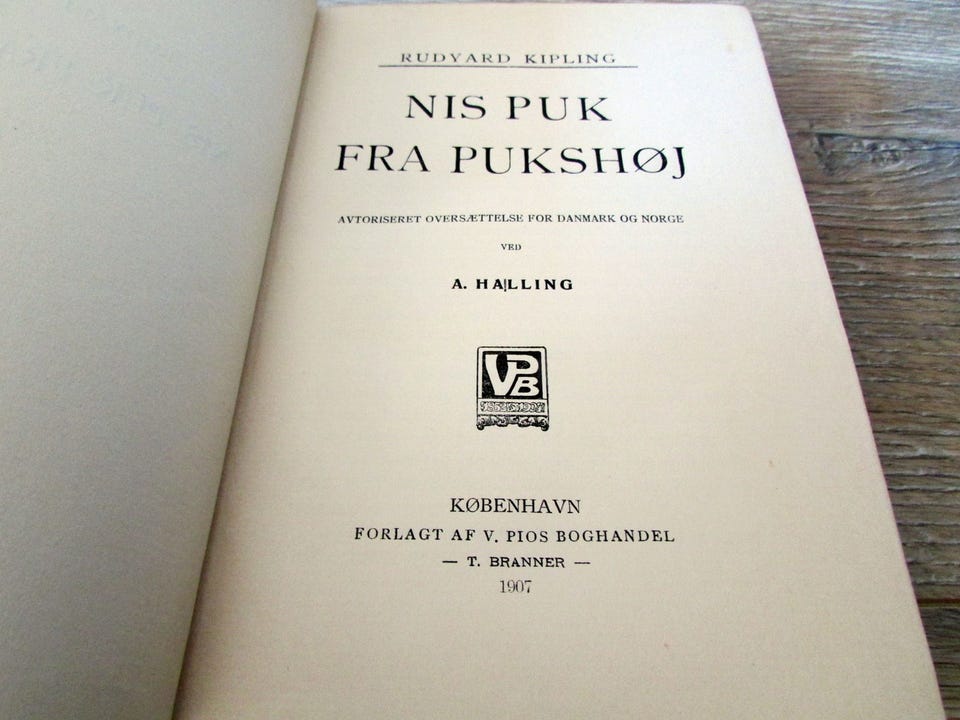 RUDYARD KIPLING
NIS PUK
FRA PUKSHØJ
AVTORISERET OVERSÆTTELSE FOR DANMARK OG NORGE
VED
A. HALLING
VPB
KØBENHAVN
FORLAGT AF V. PIOS BOGHANDEL
— T. BRANNER —
1907